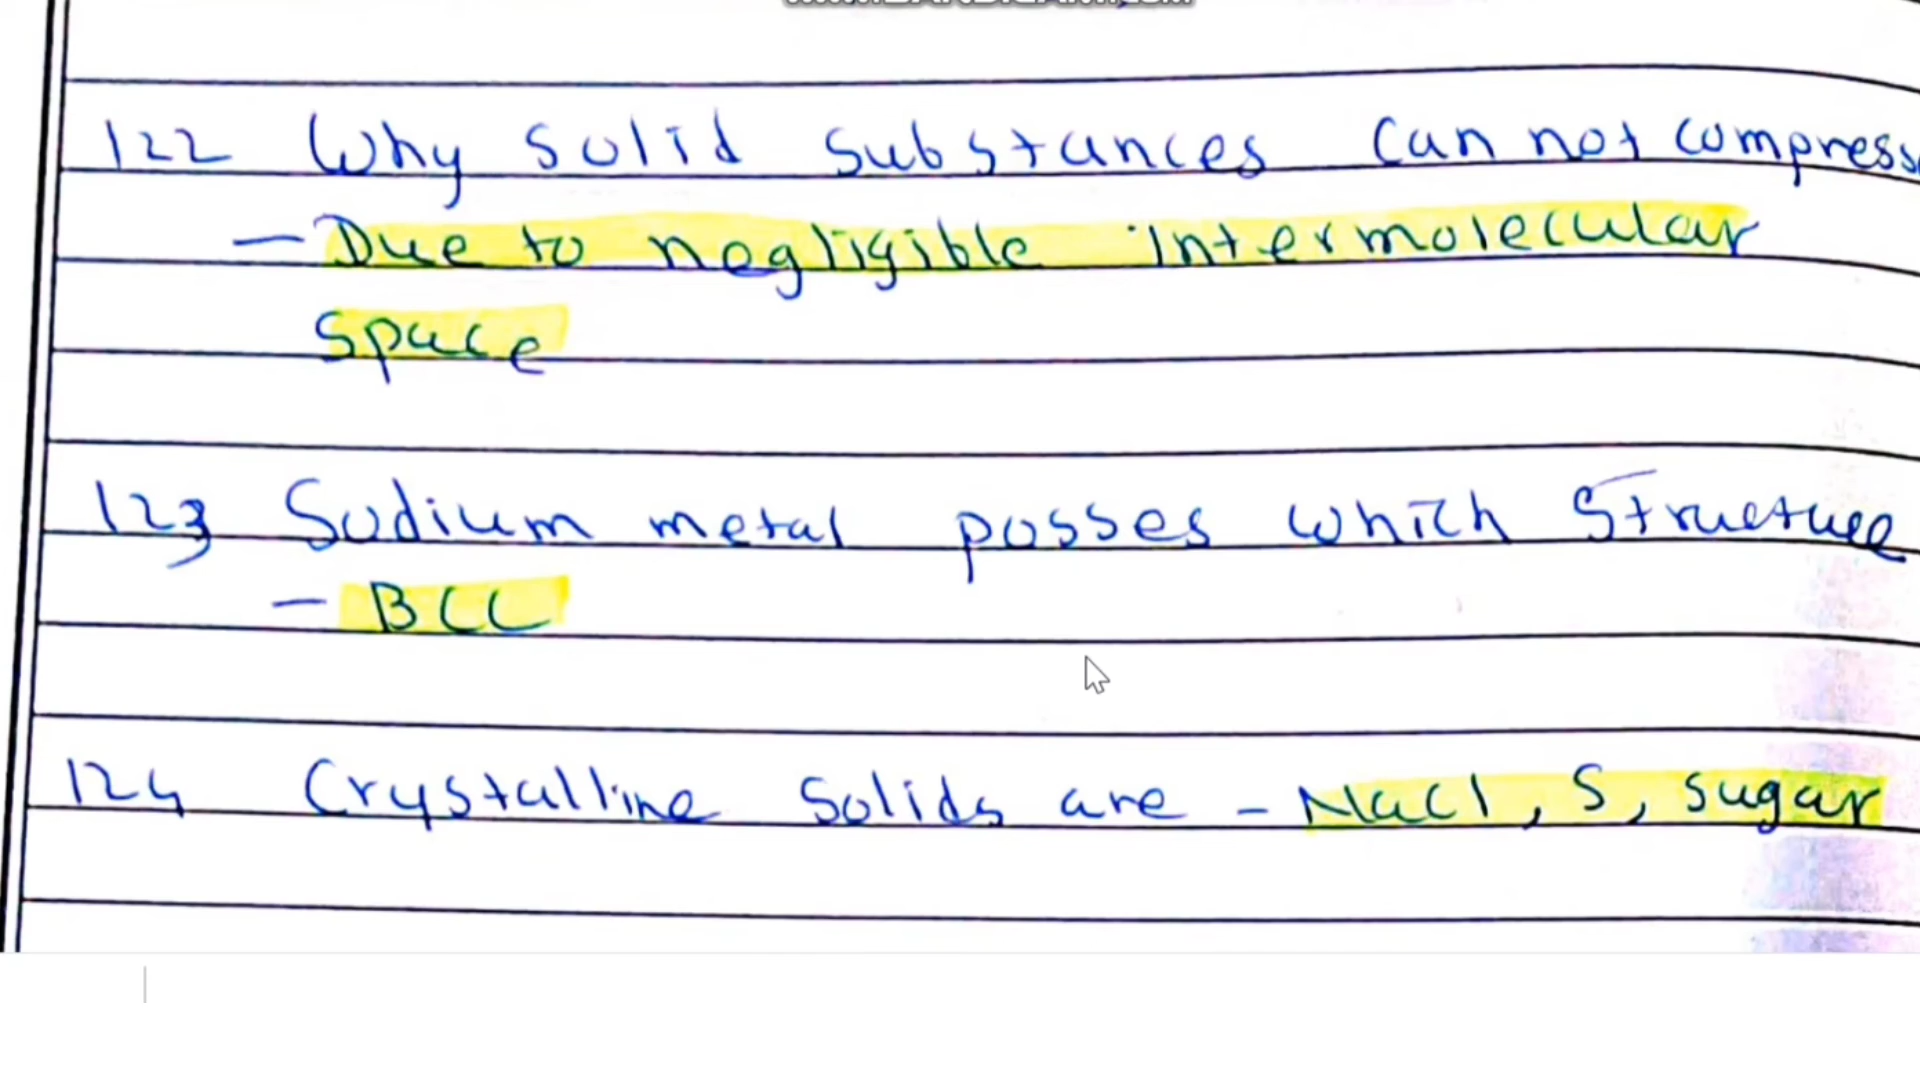 122 Why solid substances can not compress
- Due to negligible intermolecular
space
123 Sodium metal posses which structure
- BCC
124 Crystalline solids are - NaCl, S, sugar